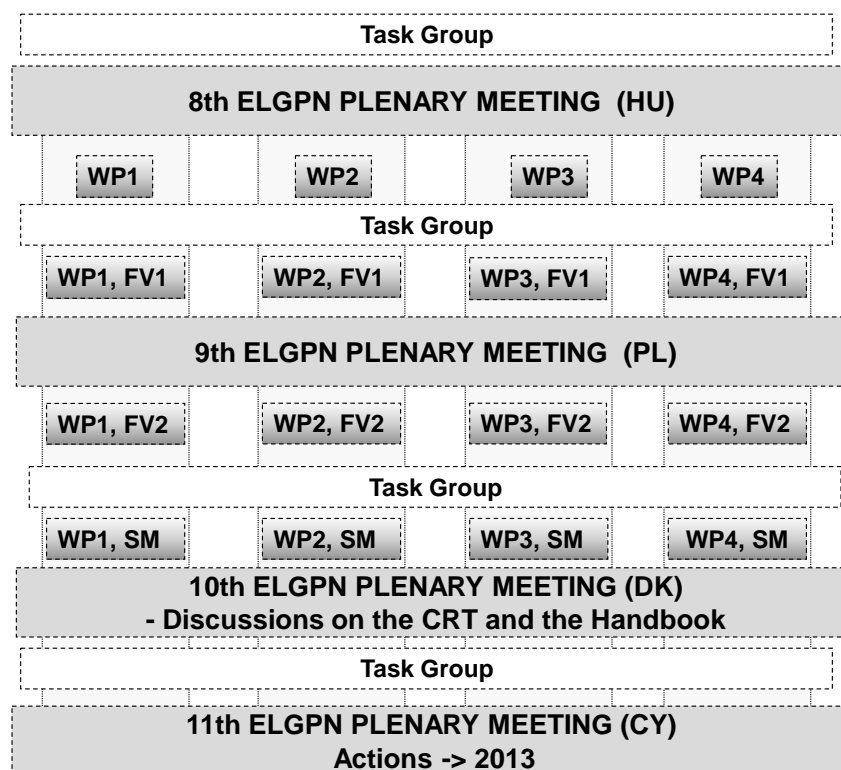 Task Group
8th ELGPN PLENARY MEETING (HU)
WP1 WP2 WP3 WP4
Task Group
WP1, FV1 WP2, FV1 WP3, FV1 WP4, FV1
9th ELGPN PLENARY MEETING (PL)
WP1, FV2 WP2, FV2 WP3, FV2 WP4, FV2
Task Group
WP1, SM WP2, SM WP3, SM WP4, SM
10th ELGPN PLENARY MEETING (DK)
- Discussions on the CRT and the Handbook
Task Group
11th ELGPN PLENARY MEETING (CY)
Actions -> 2013